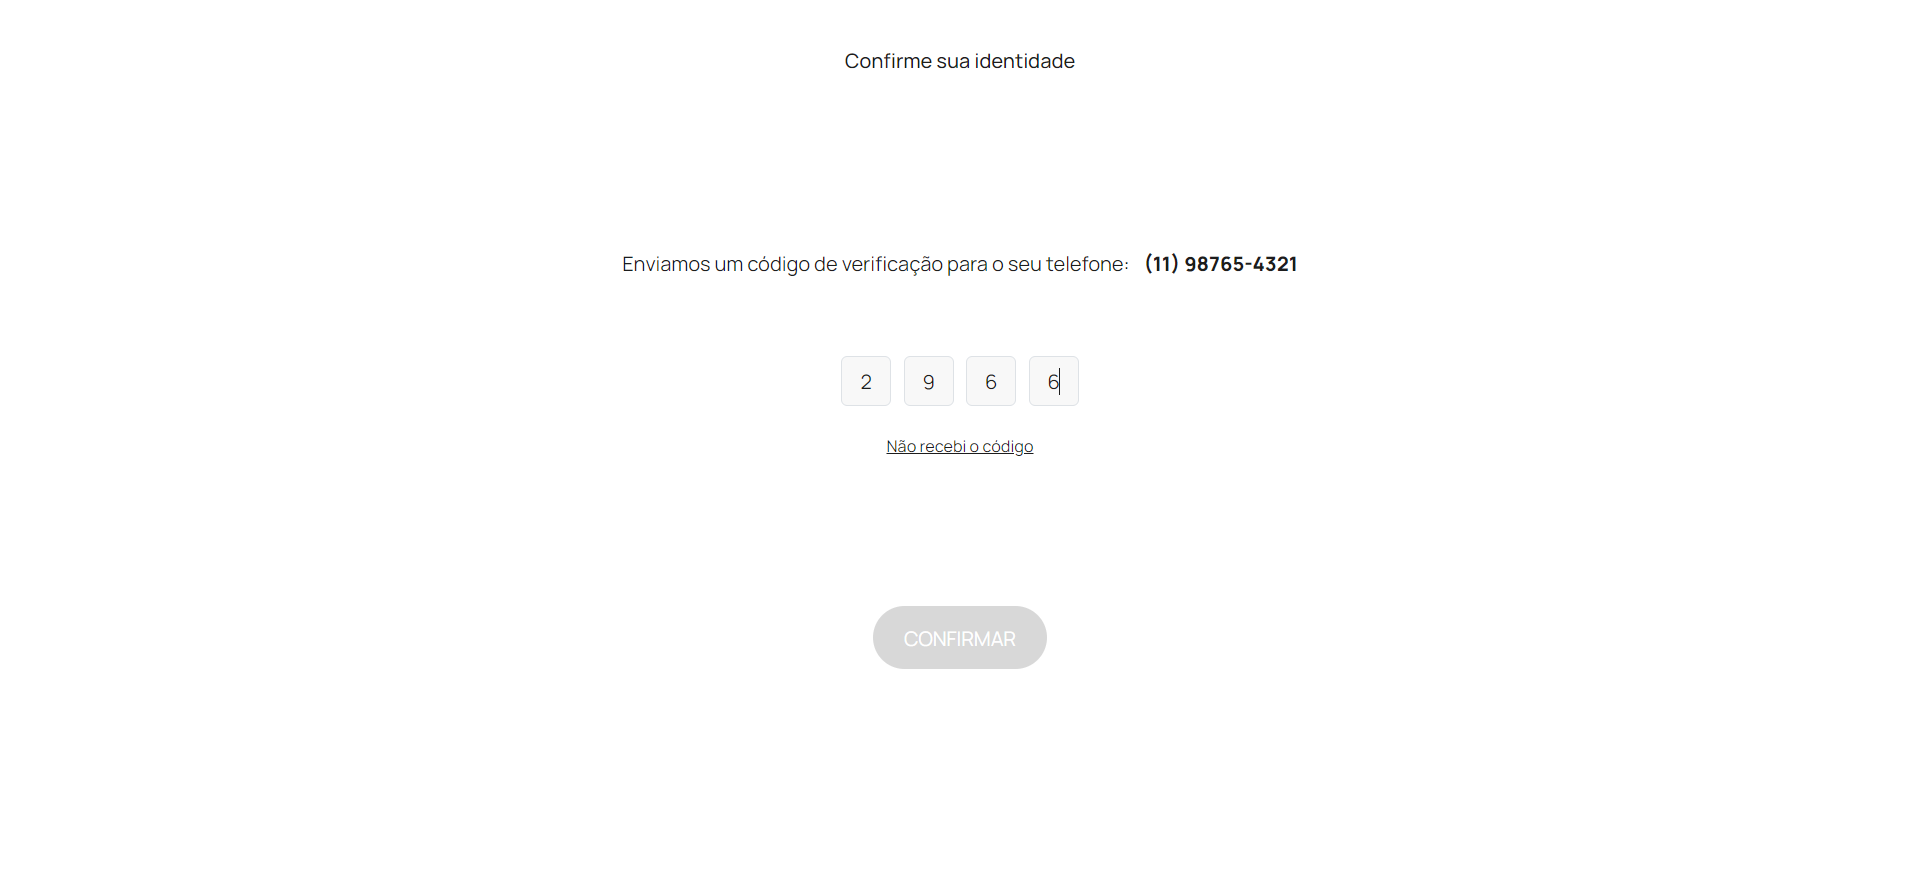 Confirme sua identidade
Enviamos um código de verificação para o seu telefone: (11) 98765-4321
2 9 6 6
Não recebi o código
CONFIRMAR